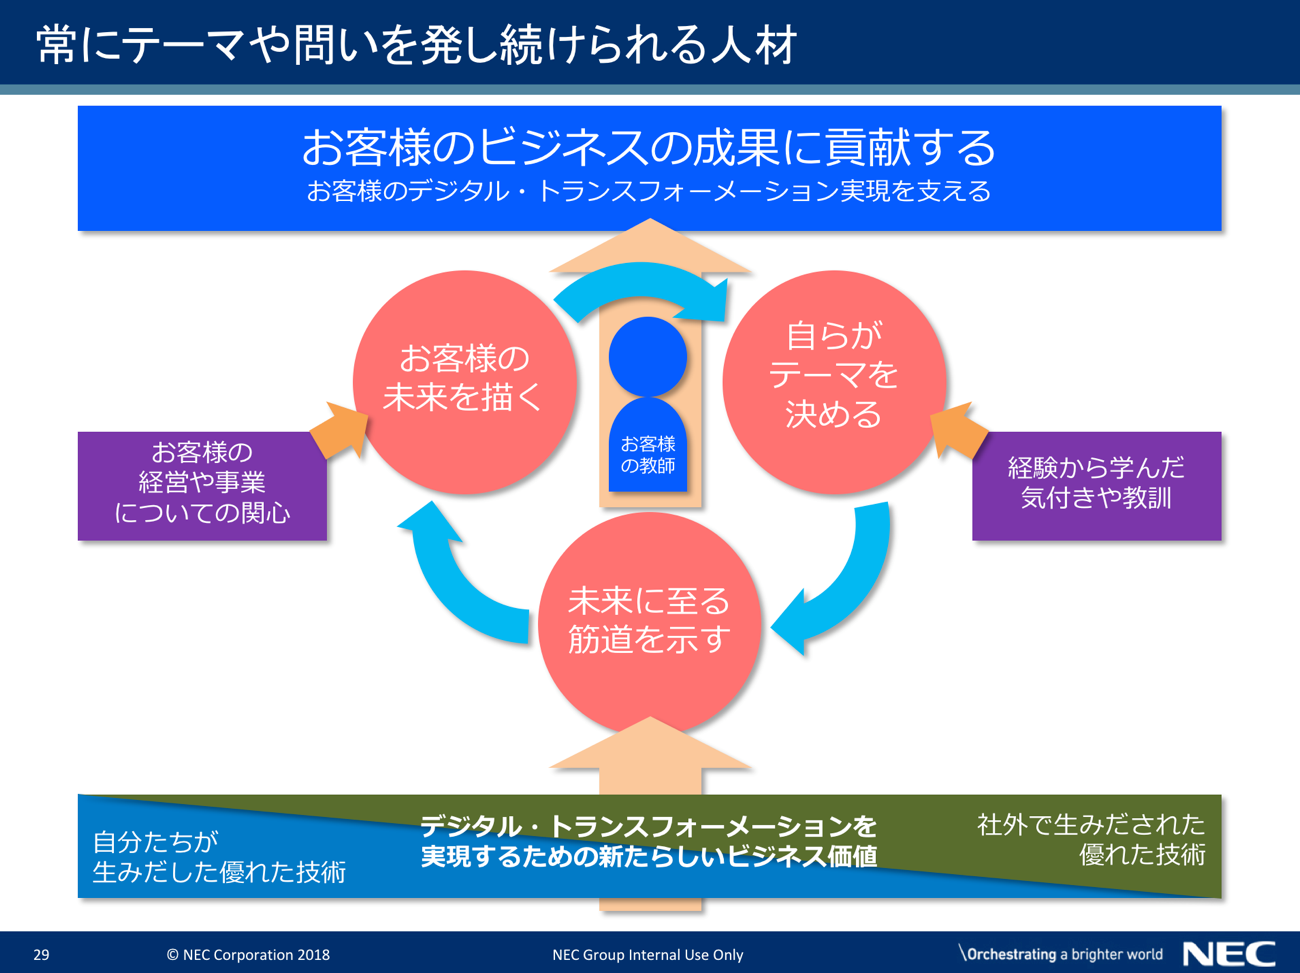 常にテーマや問いを発し続けられる人材
お客様のビジネスの成果に貢献する
お客様のデジタル・トランスフォーメーション実現を支える
お客様の
未来を描く
自らが
テーマを
決める
お客様
の教師
お客様の
経営や事業
についての関心
経験から学んだ
気付きや教訓
未来に至る
筋道を示す
自分たちが
生みだした優れた技術
デジタル・トランスフォーメーションを
実現するための新たらしいビジネス価値
社外で生みだされた
優れた技術
29
© NEC Corporation 2018
NEC Group Internal Use Only
\Orchestrating a brighter world
NEC